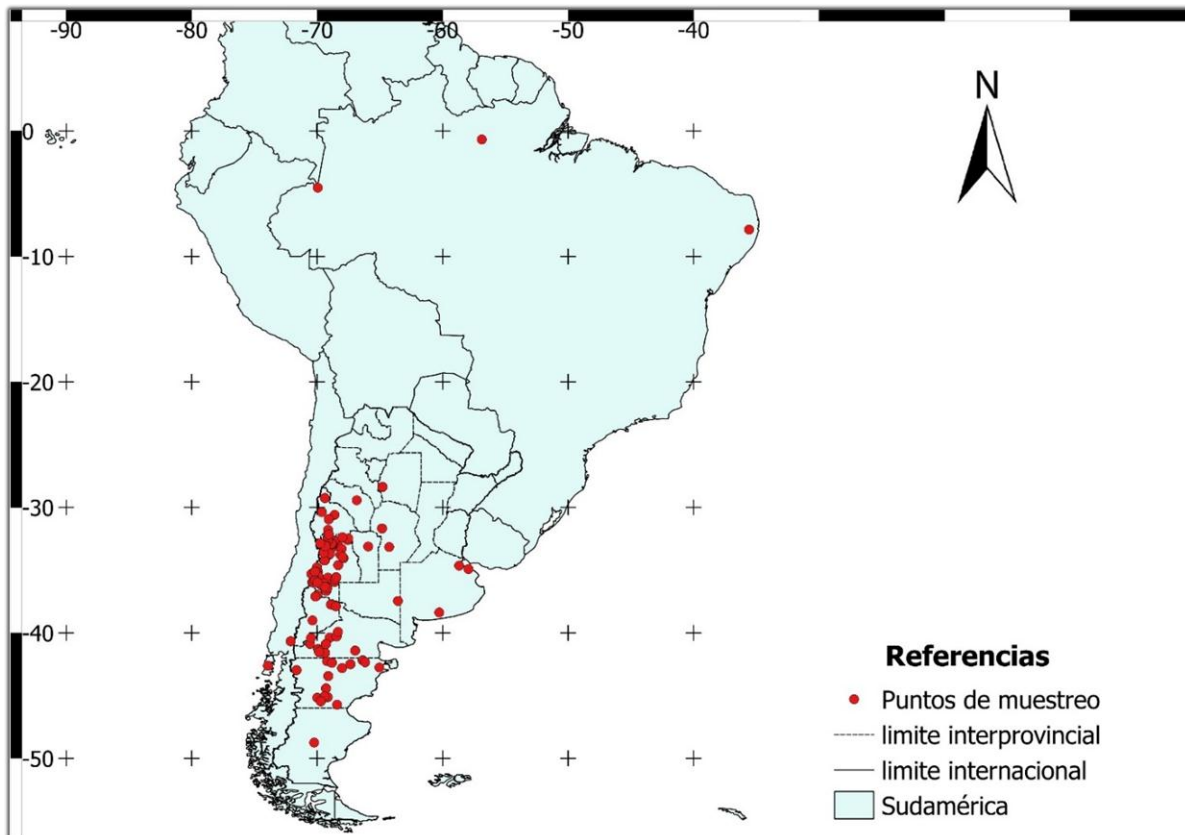 -90 -80 -70 -60 -50 -40
N
0
-10
-20
-30
-40
-50
Referencias
Puntos de muestreo
limite interprovincial
limite internacional
Sudamérica